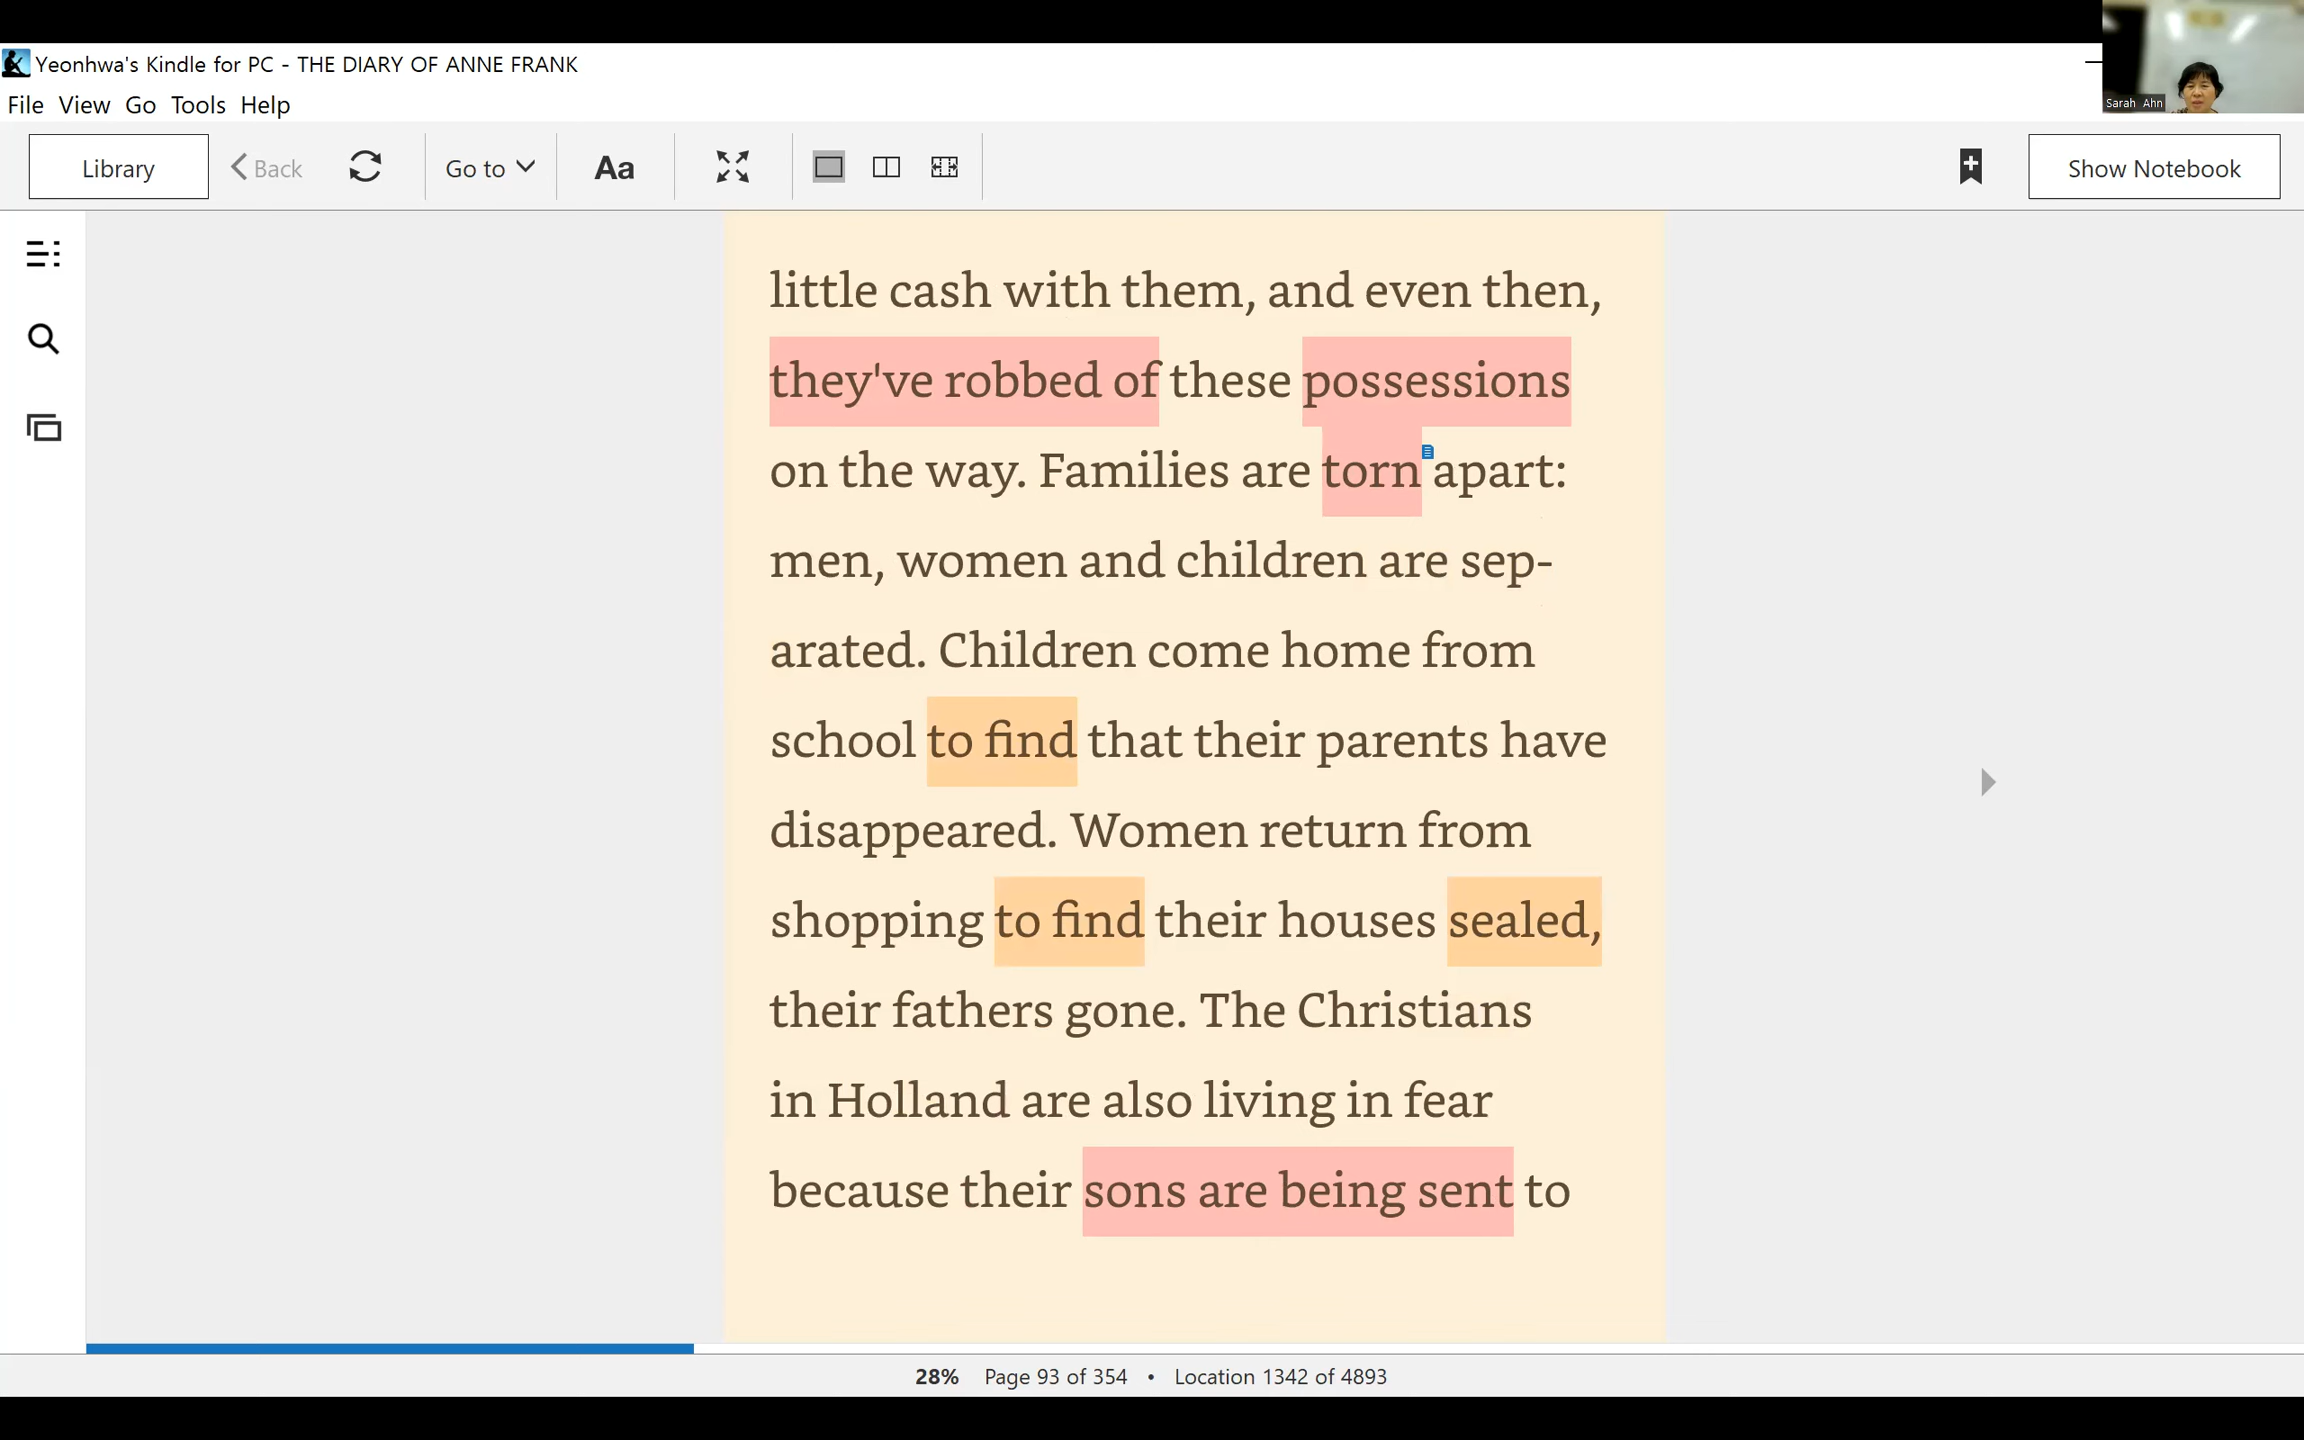 Yeonhwa's Kindle for PC - THE DIARY OF ANNE FRANK
Sarah Ahn
File View Go Tools Help
Library Back Go to Aa Show Notebook
little cash with them, and even then,
they've robbed of these possessions
on the way. Families are torn apart:
men, women and children are sep-
arated. Children come home from
school to find that their parents have
disappeared. Women return from
shopping to find their houses sealed,
their fathers gone. The Christians
in Holland are also living in fear
because their sons are being sent to
28% Page 93 of 354 • Location 1342 of 4893